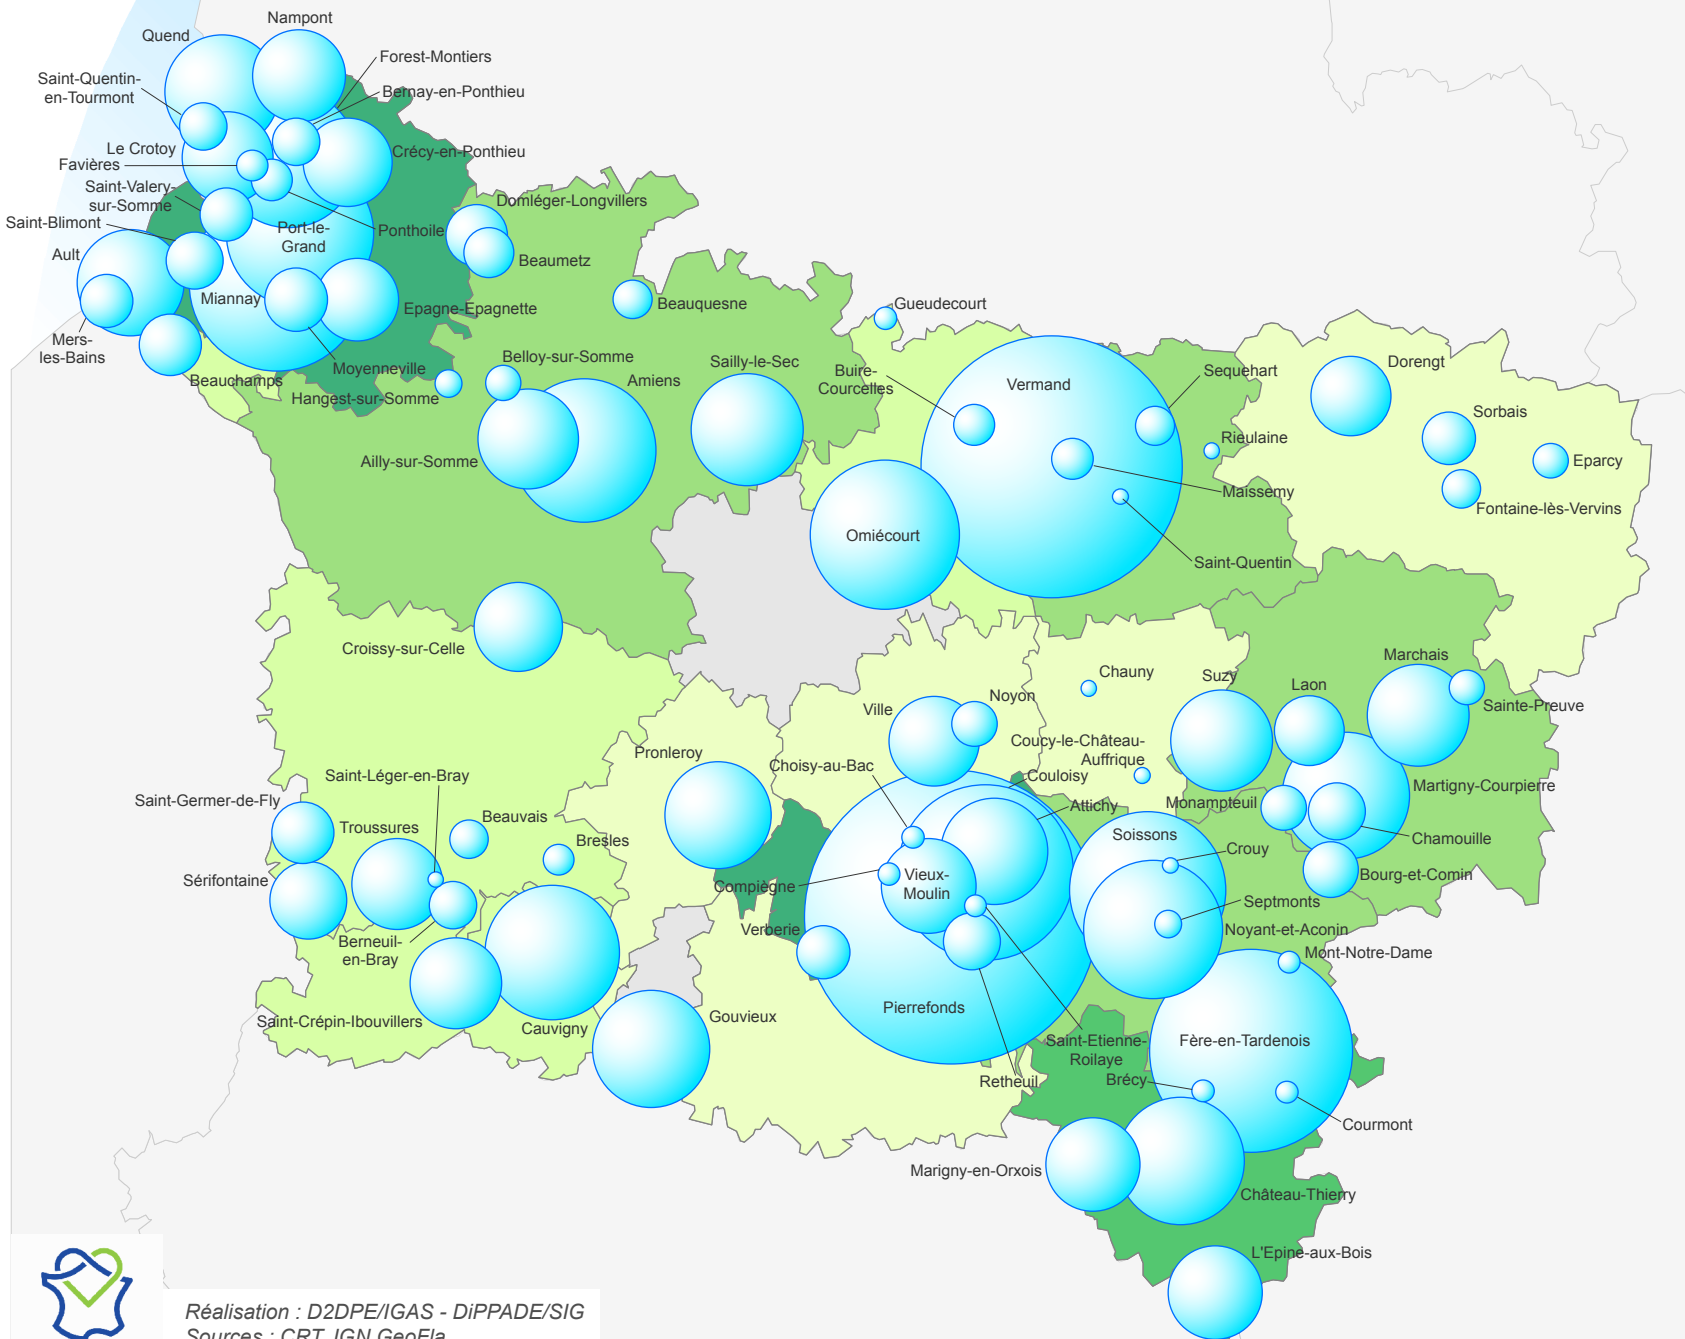 Nampont
Quend
Forest-Montiers
Saint-Quentin-
en-Tourmont
Bernay-en-Ponthieu
Le Crotoy
Crécy-en-Ponthieu
Favières
Saint-Valery-
sur-Somme
Domléger-Longvillers
Saint-Blimont
Port-le-
Grand
Ponthoile
Ault
Beaumetz
Miannay
Epagne-Epagnette
Beauquesne
Gueudecourt
Mers-
les-Bains
Moyenneville
Belloy-sur-Somme
Sailly-le-Sec
Buire-
Courcelles
Vermand
Sequehart
Dorengt
Beauchamps
Hangest-sur-Somme
Amiens
Sorbais
Rieulaine
Ailly-sur-Somme
Eparcy
Maissemy
Fontaine-lès-Vervins
Omiécourt
Saint-Quentin
Croissy-sur-Celle
Marchais
Chauny
Suzy
Laon
Noyon
Ville
Sainte-Preuve
Coucy-le-Château-
Auffrique
Pronleroy
Choisy-au-Bac
Couloisy
Saint-Léger-en-Bray
Martigny-Courpierre
Saint-Germer-de-Fly
Attichy
Monampteuil
Beauvais
Troussures
Soissons
Chamouille
Bresles
Crouy
Sérifontaine
Compiègne
Vieux-
Moulin
Bourg-et-Comin
Septmonts
Verberie
Noyant-et-Aconin
Berneuil-
en-Bray
Mont-Notre-Dame
Pierrefonds
Gouvieux
Saint-Crépin-Ibouvillers
Cauvigny
Saint-Etienne-
Roilaye
Fère-en-Tardenois
Retheuil
Brécy
Courmont
Marigny-en-Orxois
Château-Thierry
L'Epine-aux-Bois
Réalisation : D2DPE/IGAS - DiPPADE/SIG
Sources : CRT, IGN GeoFla